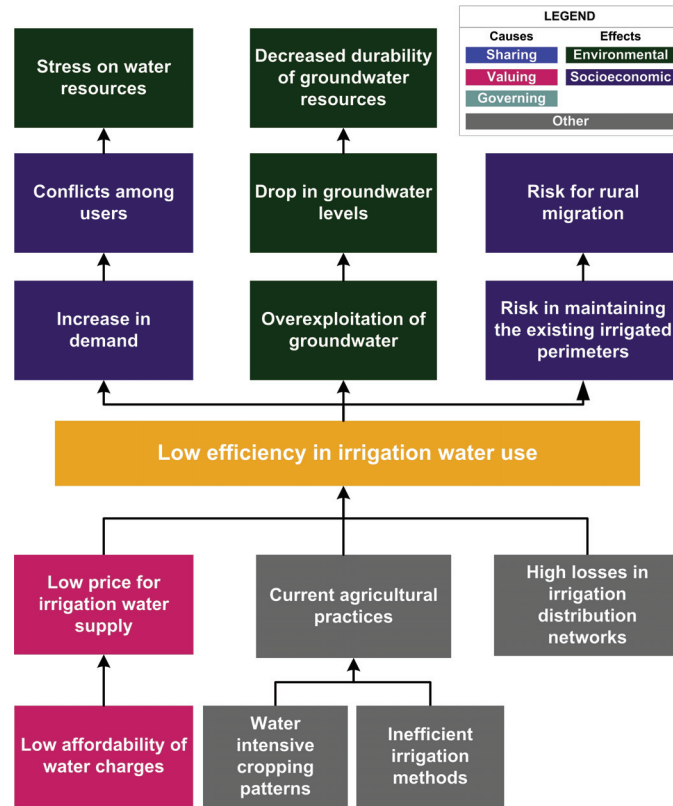 LEGEND
Causes
Effects
Sharing
Environmental
Valuing
Socioeconomic
Governing
Other
Stress on water
resources
Decreased durability
of groundwater
resources
Conflicts among
users
Drop in groundwater
levels
Risk for rural
migration
Increase in
demand
Overexploitation of
groundwater
Risk in maintaining
the existing irrigated
perimeters
Low efficiency in irrigation water use
Low price for
irrigation water
supply
Current agricultural
practices
High losses in
irrigation
distribution
networks
Low affordability of
water charges
Water
intensive
cropping
patterns
Inefficient
irrigation
methods